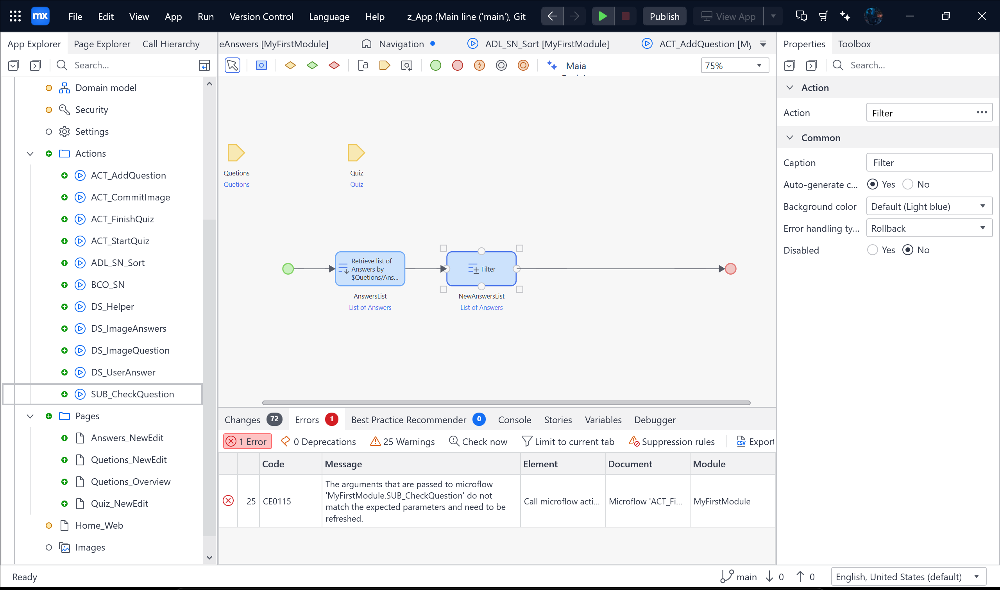 mx
File
Edit
View
App
Run
Version Control
Language
Help
z_App (Main line ('main'), Git
Publish
View App
App Explorer
Page Explorer
Call Hierarchy
Search...
Domain model
Security
Settings
Actions
ACT_AddQuestion
ACT_CommitImage
ACT_FinishQuiz
ACT_StartQuiz
ADL_SN_Sort
BCO_SN
DS_Helper
DS_ImageAnswers
DS_ImageQuestion
DS_UserAnswer
SUB_CheckQuestion
Pages
Answers_NewEdit
Quetions_NewEdit
Quetions_Overview
Quiz_NewEdit
Home_Web
Images
eAnswers [MyFirstModule]
Navigation
ADL_SN_Sort [MyFirstModule]
ACT_AddQuestion [My
Maia
75%
Quetions
Quetions
Quiz
Quiz
Retrieve list of
Answers by
$Quetions/Ans...
AnswersList
List of Answers
Filter
NewAnswersList
List of Answers
Changes 72
Errors 1
Best Practice Recommender 0
Console
Stories
Variables
Debugger
1 Error
0 Deprecations
25 Warnings
Check now
Limit to current tab
Suppression rules
CSV Export
Code
Message
Element
Document
Module
25
CE0115
The arguments that are passed to microflow
'MyFirstModule.SUB_CheckQuestion' do not
match the expected parameters and need to be
refreshed.
Call microflow acti...
Microflow 'ACT_Fi...
MyFirstModule
Properties
Toolbox
Search...
Action
Action
Filter
Common
Caption
Filter
Auto-generate c...
Yes
No
Background color
Default (Light blue)
Error handling ty...
Rollback
Disabled
Yes
No
Ready
main
0
0
English, United States (default)